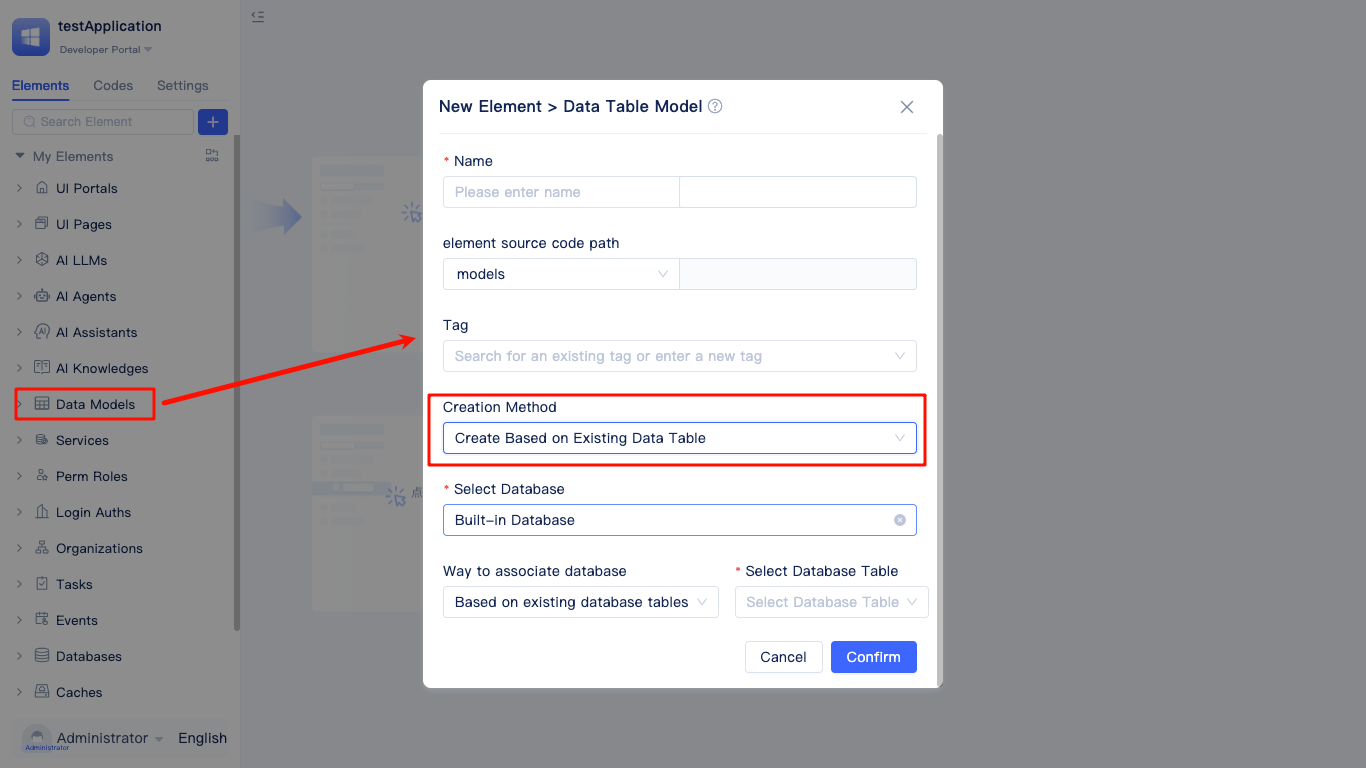 testApplication
Developer Portal
Elements Codes Settings
Search Element
My Elements
UI Portals
UI Pages
AI LLMs
AI Agents
AI Assistants
AI Knowledges
Data Models
Services
Perm Roles
Login Auths
Organizations
Tasks
Events
Databases
Caches
Administrator
Administrator
English
点
New Element > Data Table Model
* Name
Please enter name
element source code path
models
Tag
Search for an existing tag or enter a new tag
Creation Method
Create Based on Existing Data Table
* Select Database
Built-in Database
Way to associate database * Select Database Table
Based on existing database tables Select Database Table
Cancel Confirm